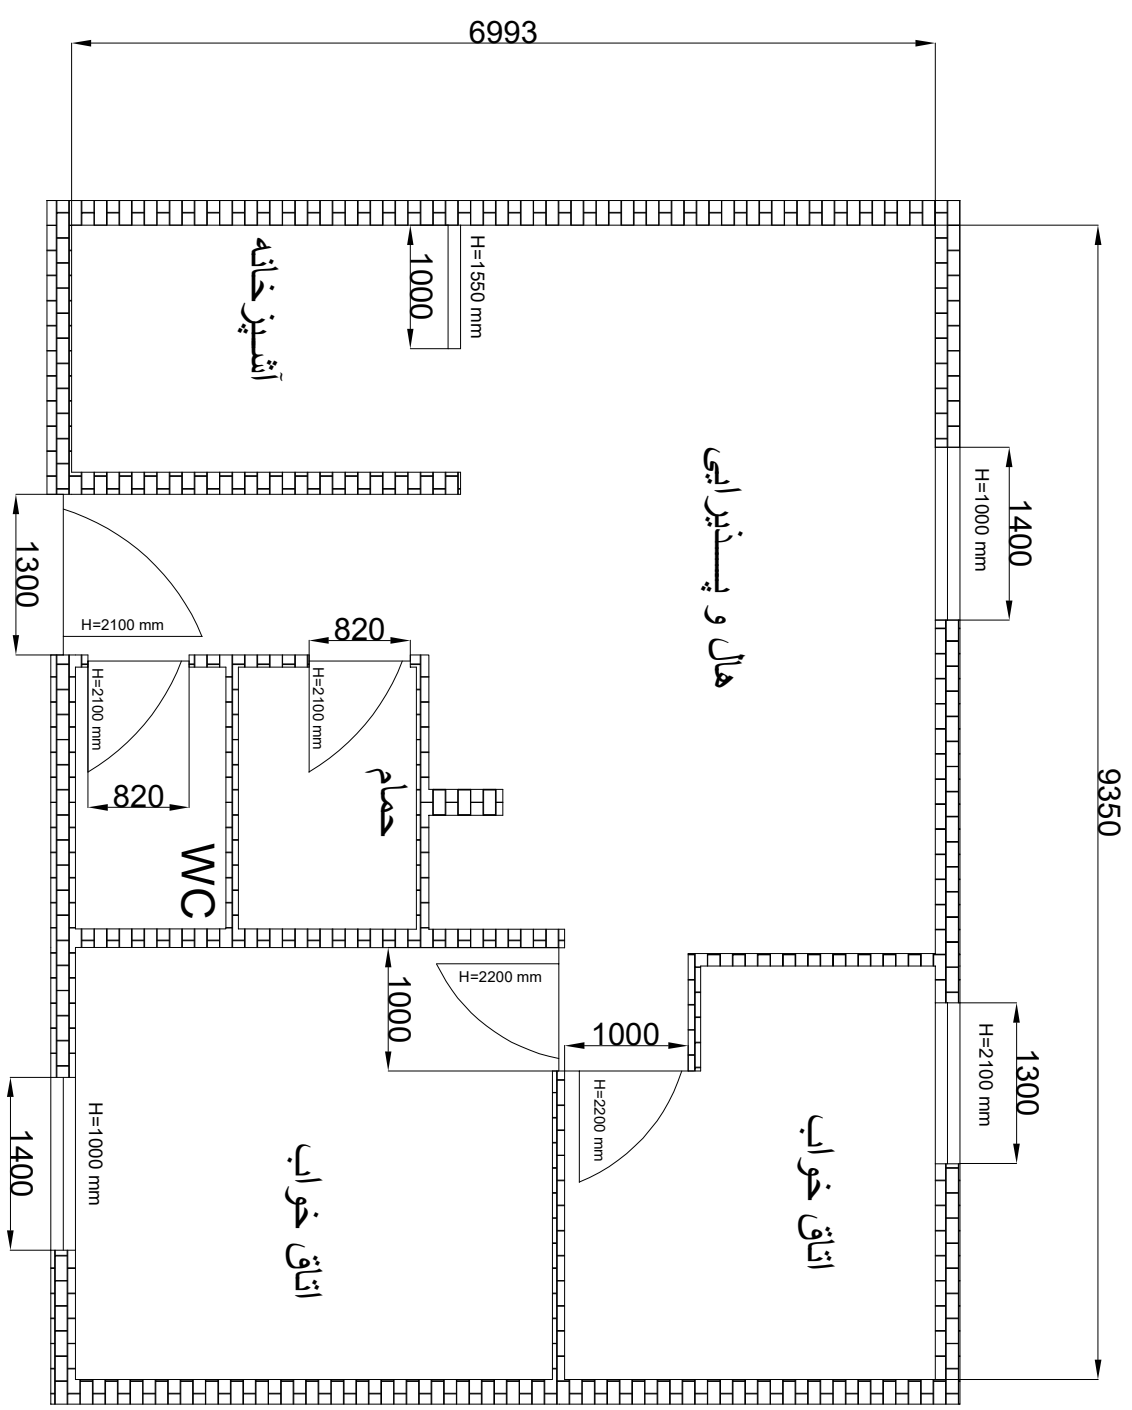 6993
آشپزخانه
1000
H=1550 mm
هال و پذیرایی
H=1000 mm
1400
9350
1300
H=2100 mm
820
H=2100 mm
H=2100 mm
820
حمام
WC
H=2200 mm
1000
1000
H=2200 mm
H=2100 mm
1300
H=1000 mm
1400
اتاق خواب
اتاق خواب